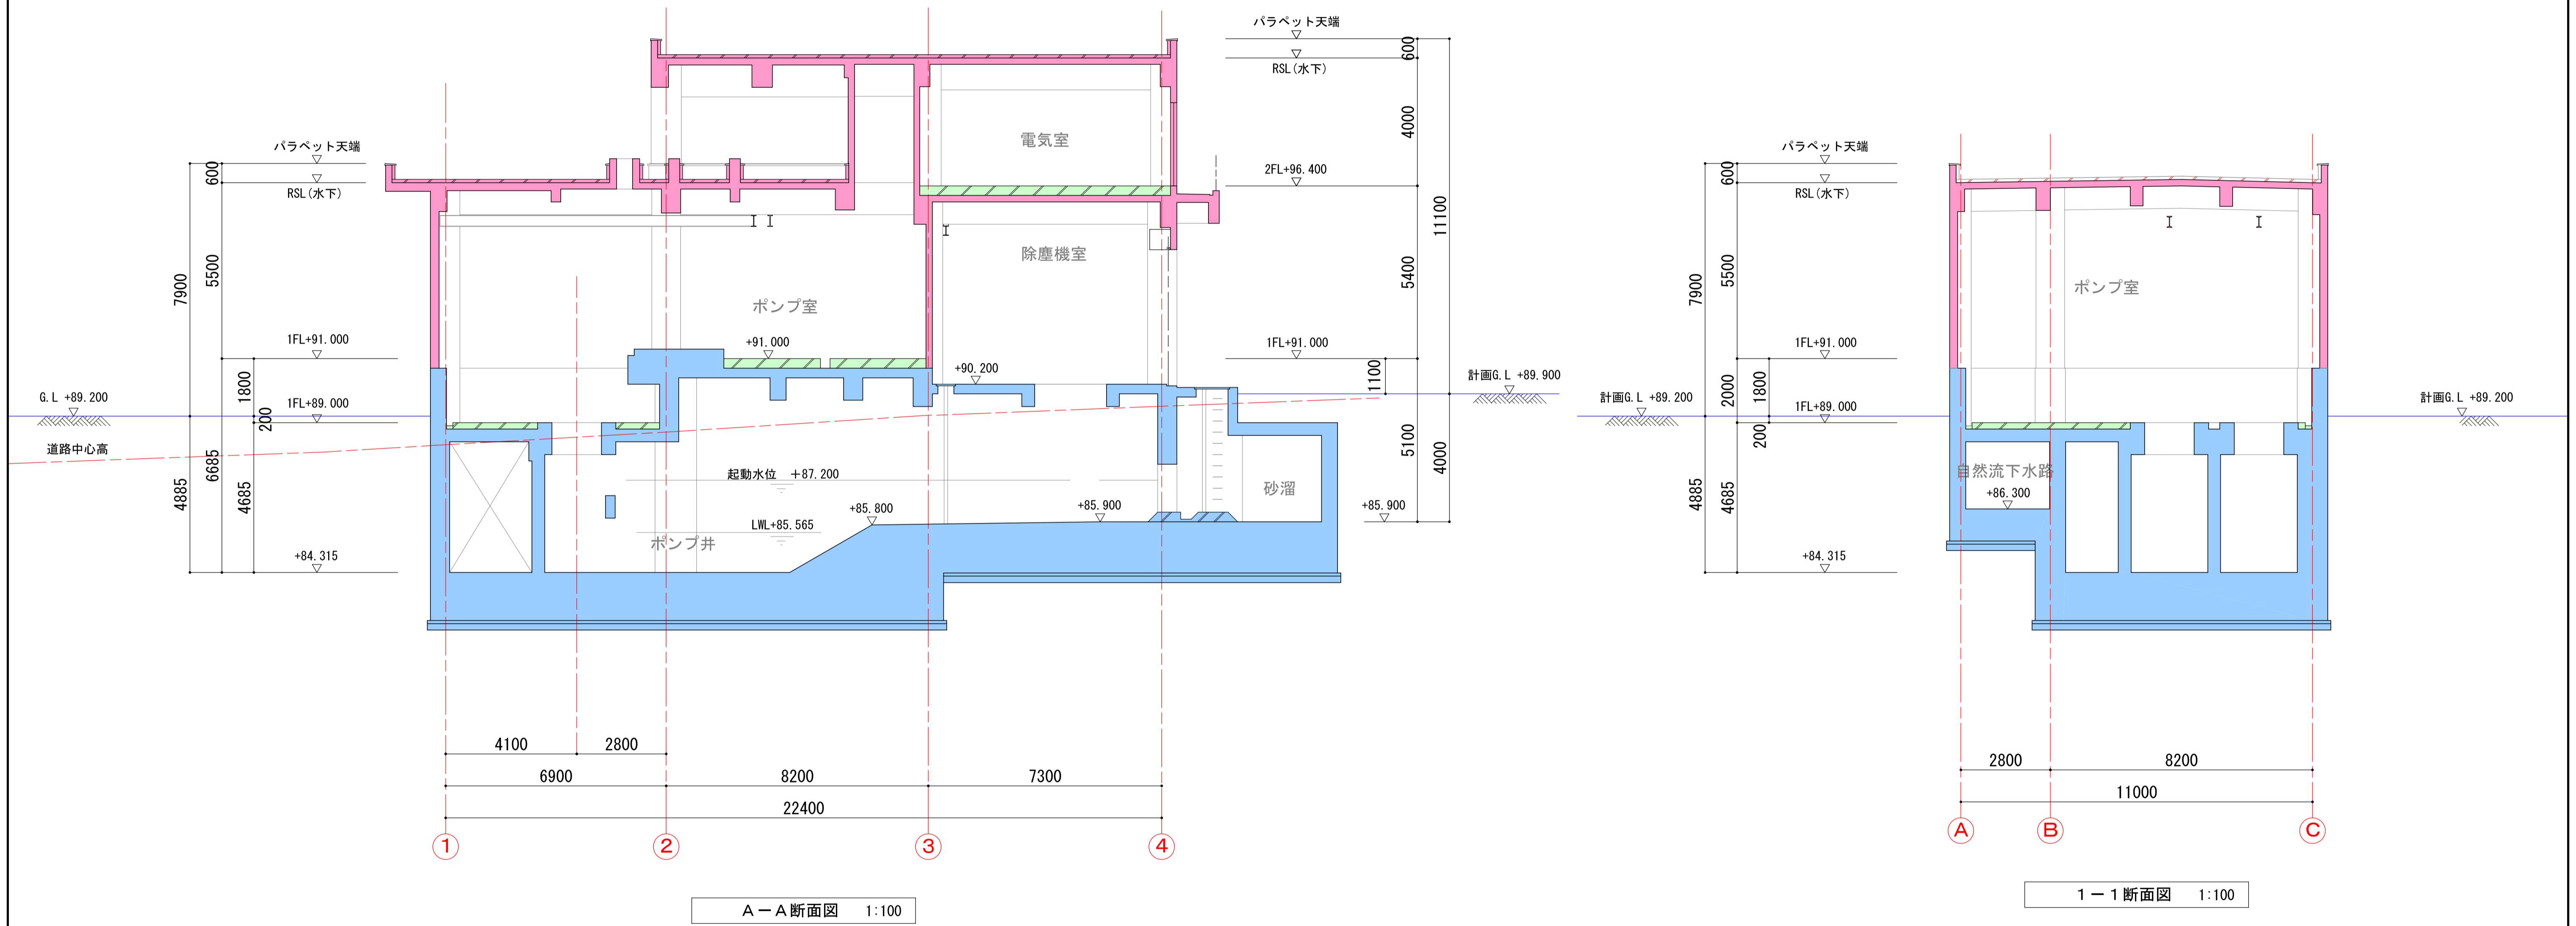 パラペット天端
RSL(水下)
600
4000
2FL+96.400
11100
5400
1FL+91.000
1100
計画G.L +89.900
5100
4000
+85.900
パラペット天端
RSL(水下)
600
5500
7900
1FL+91.000
1800
200
1FL+89.000
G.L +89.200
道路中心高
6685
4885
4685
+84.315
電気室
除塵機室
ポンプ室
+91.000
+90.200
起動水位 +87.200
LWL+85.565
ポンプ井
+85.800
+85.900
砂溜
4100
2800
6900
8200
7300
22400
1
2
3
4
A-A断面図 1:100
パラペット天端
RSL(水下)
600
5500
7900
1FL+91.000
2000
1800
1FL+89.000
200
計画G.L +89.200
計画G.L +89.200
4885
4685
+84.315
ポンプ室
自然流下水路
+86.300
2800
8200
11000
A
B
C
1-1断面図 1:100